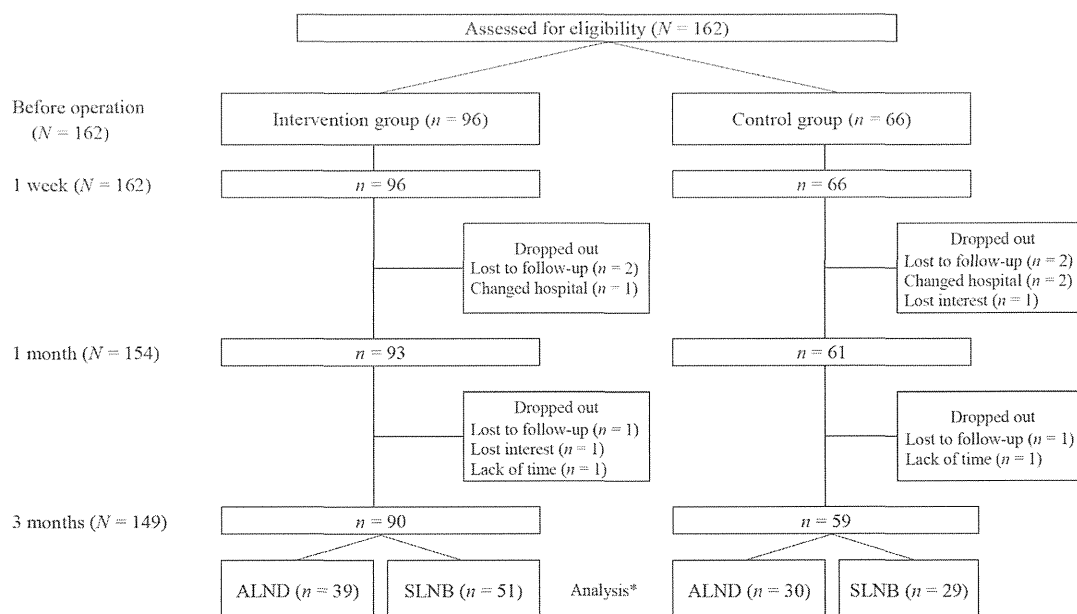 Assessed for eligibility (N = 162)
Before operation
(N = 162)
Intervention group (n = 96)
Control group (n = 66)
1 week (N = 162)
n = 96
n = 66
Dropped out
Lost to follow-up (n = 2)
Changed hospital (n = 1)
Dropped out
Lost to follow-up (n = 2)
Changed hospital (n = 2)
Lost interest (n = 1)
1 month (N = 154)
n = 93
n = 61
Dropped out
Lost to follow-up (n = 1)
Lost interest (n = 1)
Lack of time (n = 1)
Dropped out
Lost to follow-up (n = 1)
Lack of time (n = 1)
3 months (N = 149)
n = 90
n = 59
ALND (n = 39)
SLNB (n = 51)
Analysis*
ALND (n = 30)
SLNB (n = 29)